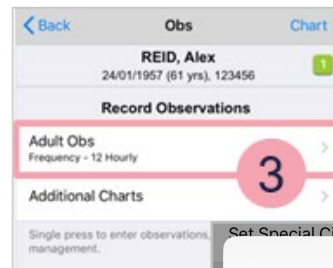 Back Obs Chart
REID, Alex
24/01/1957 (61 yrs), 123456
1
Record Observations
Adult Obs
Frequency - 12 Hourly
3
Additional Charts
Single press to enter observations,
management.
Set Special